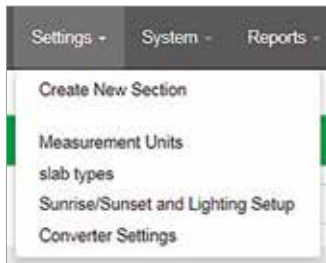 Settings - System - Reports -
Create New Section
Measurement Units
slab types
Sunrise/Sunset and Lighting Setup
Converter Settings